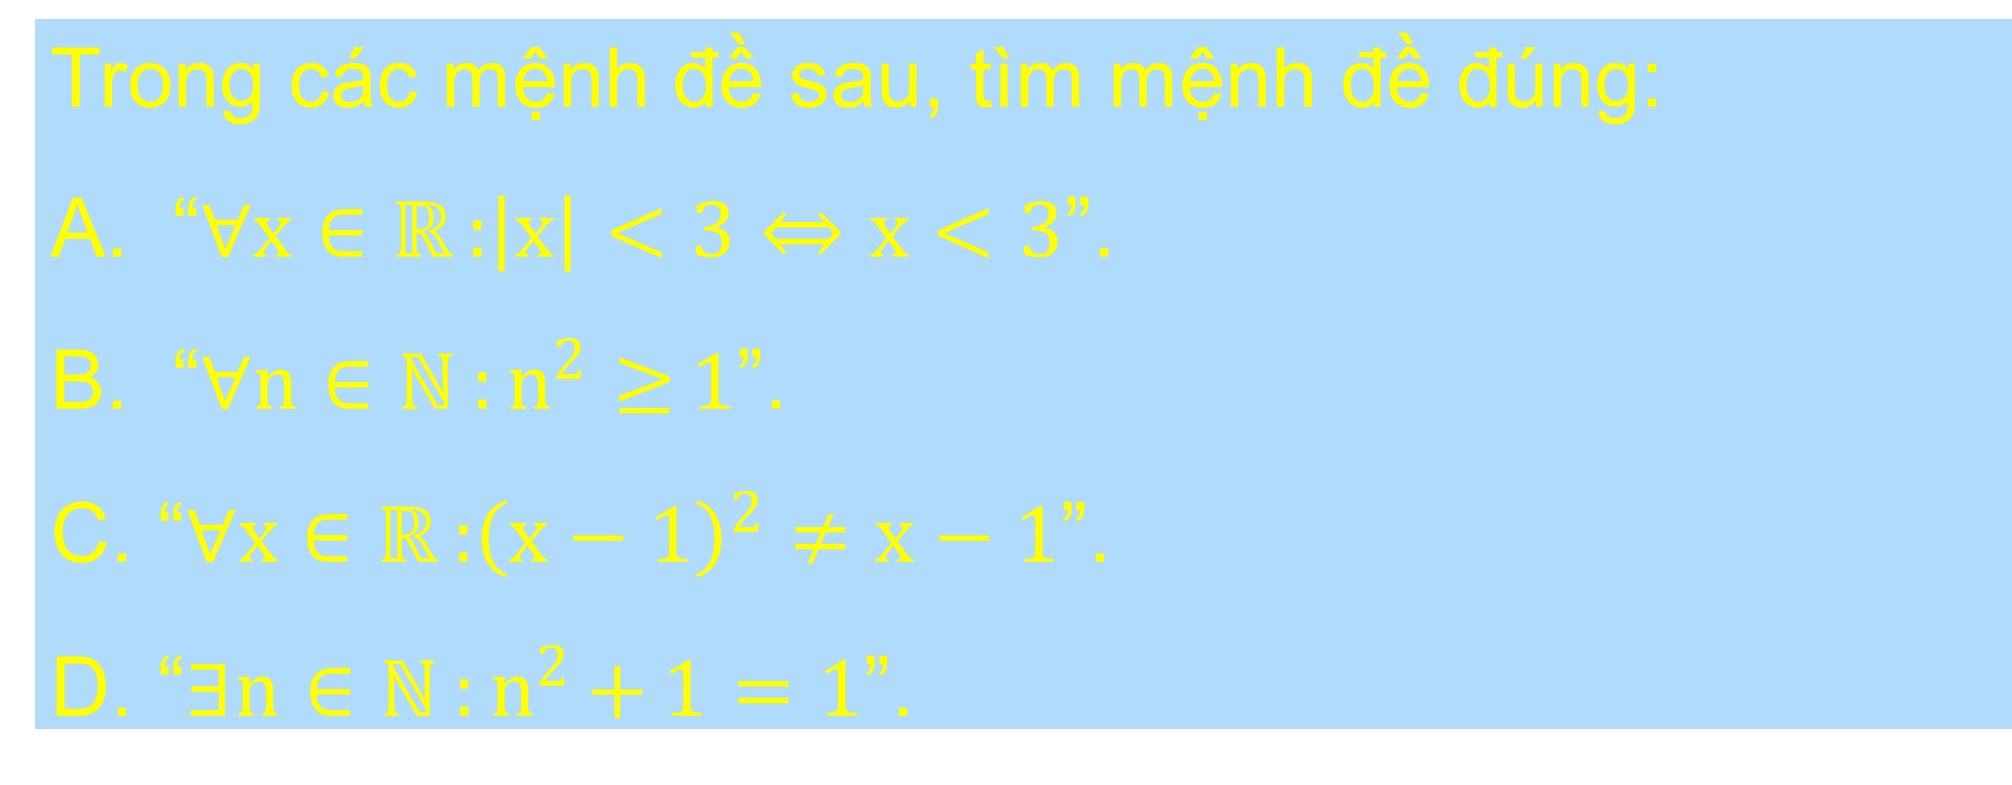 Trong các mệnh đề sau, tìm mệnh đề đúng:
A. “∀x ∈ ℝ:|x| < 3 ⇔ x < 3”.
B. “∀n ∈ ℕ:n² ≥ 1”.
C. “∀x ∈ ℝ:(x − 1)² ≠ x − 1”.
D. “∃n ∈ ℕ:n² + 1 = 1”.